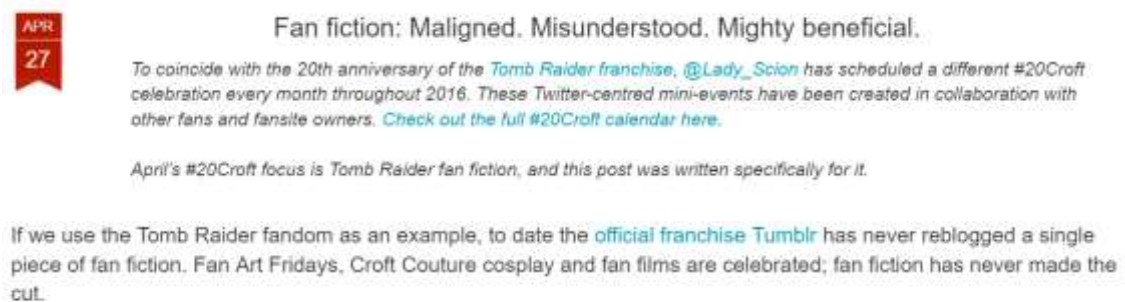 APR
27
Fan fiction: Maligned. Misunderstood. Mighty beneficial.
To coincide with the 20th anniversary of the Tomb Raider franchise, @Lady_Scion has scheduled a different #20Croft
celebration every month throughout 2016. These Twitter-centred mini-events have been created in collaboration with
other fans and fansite owners. Check out the full #20Croft calendar here.
April's #20Croft focus is Tomb Raider fan fiction, and this post was written specifically for it.
If we use the Tomb Raider fandom as an example, to date the official franchise Tumblr has never reblogged a single
piece of fan fiction. Fan Art Fridays, Croft Couture cosplay and fan films are celebrated; fan fiction has never made the
cut.